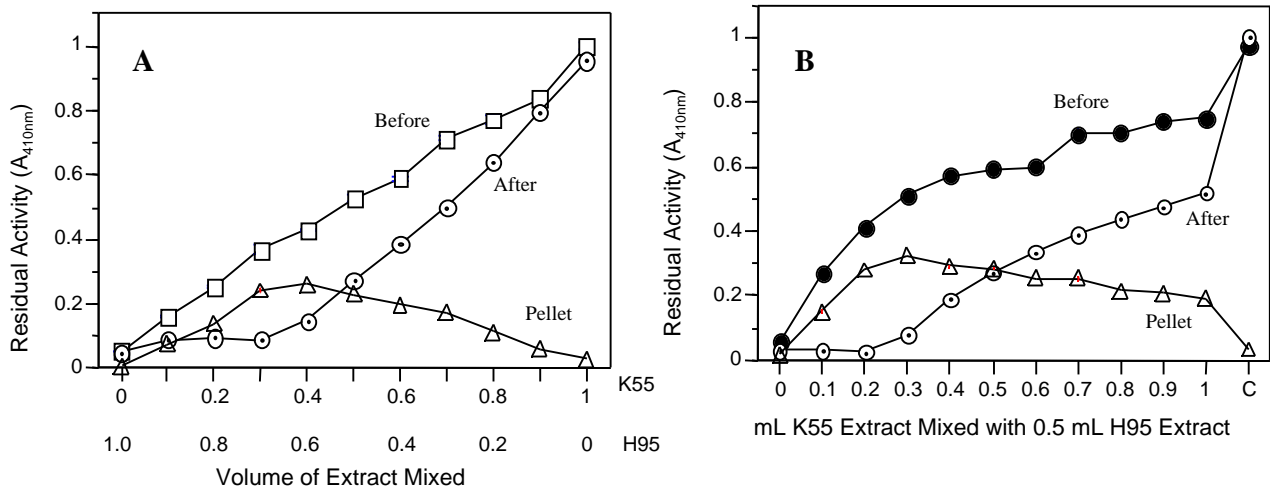 A
Residual Activity (A410nm)
1
0.8
0.6
0.4
0.2
0
Before
After
Pellet
0 0.2 0.4 0.6 0.8 1 K55
1.0 0.8 0.6 0.4 0.2 0 H95
Volume of Extract Mixed
B
Residual Activity (A410nm)
1
0.8
0.6
0.4
0.2
0
Before
After
Pellet
0 0.1 0.2 0.3 0.4 0.5 0.6 0.7 0.8 0.9 1 C
mL K55 Extract Mixed with 0.5 mL H95 Extract